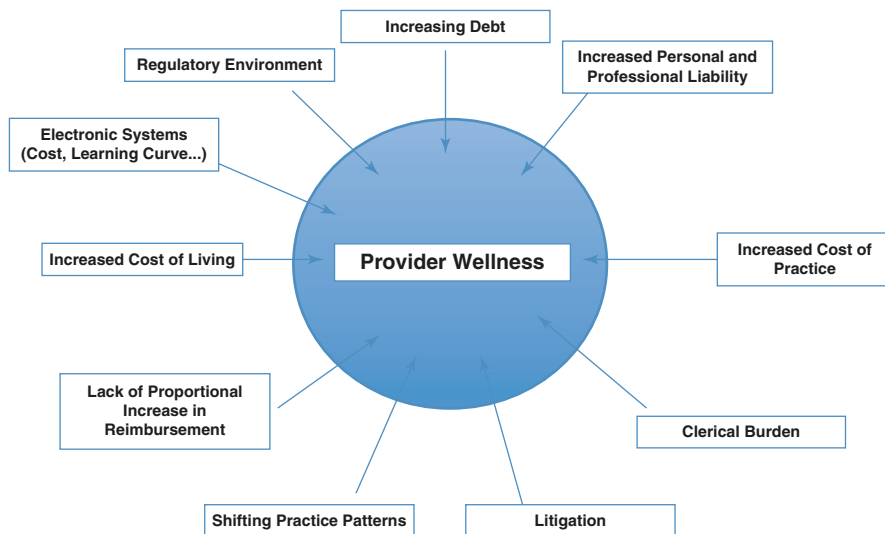 Increasing Debt
Regulatory Environment
Increased Personal and
Professional Liability
Electronic Systems
(Cost, Learning Curve...)
Increased Cost of Living
Provider Wellness
Increased Cost of
Practice
Lack of Proportional
Increase in
Reimbursement
Clerical Burden
Shifting Practice Patterns
Litigation